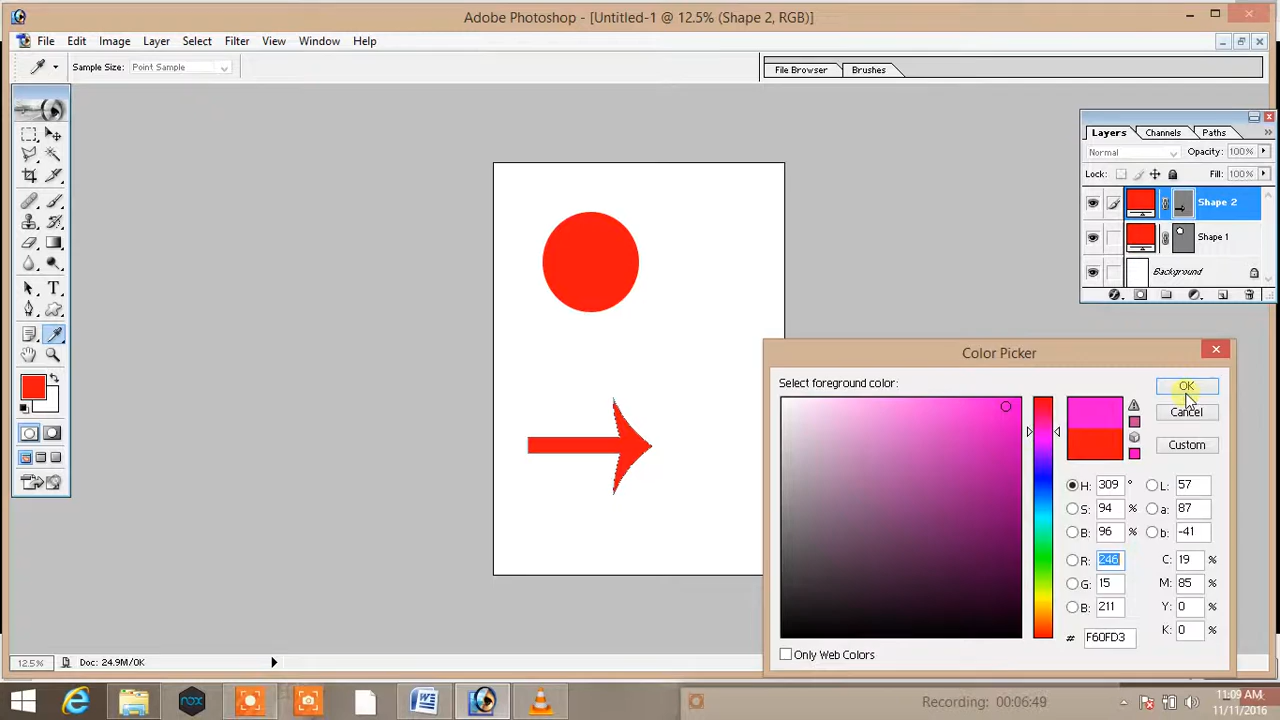 Adobe Photoshop - [Untitled-1 @ 12.5% (Shape 2, RGB)]
File Edit Image Layer Select Filter View Window Help
Sample Size: Point Sample
File Browser Brushes
Layers Channels Paths
Normal Opacity: 100%
Lock: Fill: 100%
Shape 2
Shape 1
Background
T
Color Picker
Select foreground color:
OK
Cancel
Custom
H: 309 ° L: 57
S: 94 % a: 87
B: 96 % b: -41
R: 246 C: 19 %
G: 15 M: 85 %
B: 211 Y: 0 %
# F60FD3 K: 0 %
Only Web Colors
12.5% Doc: 24.9M/0K
nox
Recording: 00:06:49
11:09 AM
11/11/2016